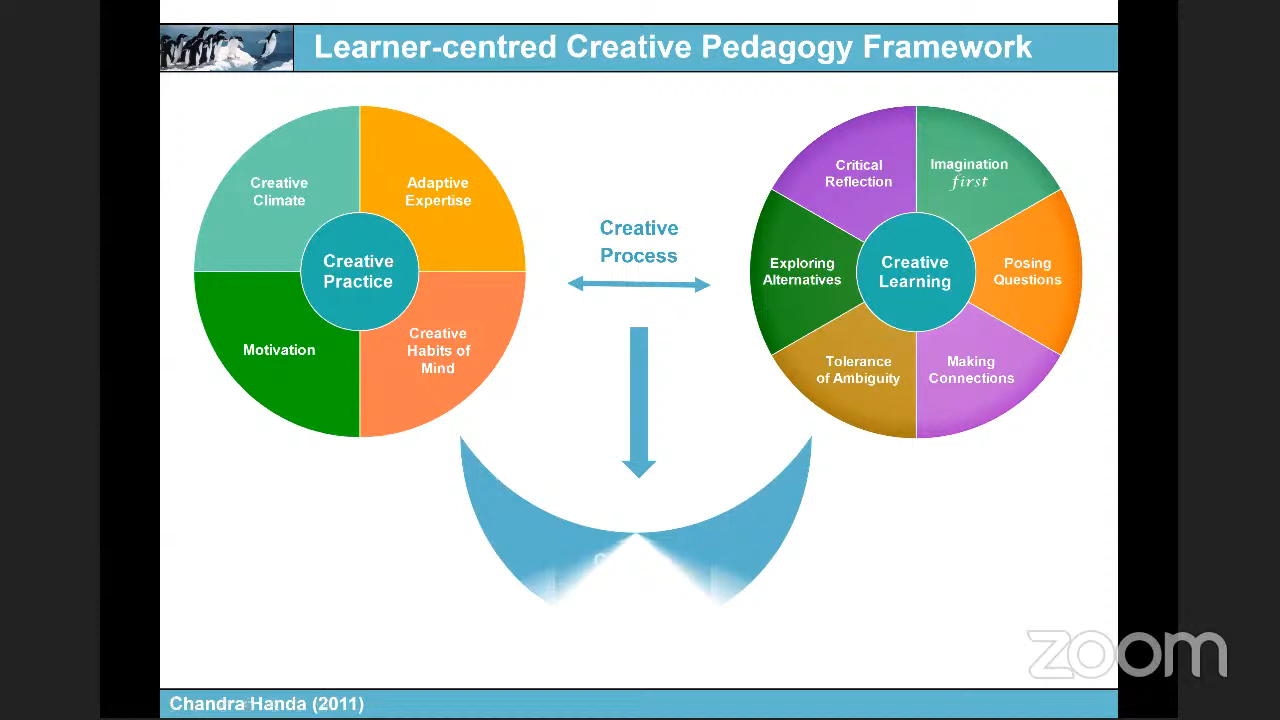 Learner-centred Creative Pedagogy Framework
Creative
Climate
Adaptive
Expertise
Creative
Practice
Motivation
Creative
Habits of
Mind
Creative
Process
Critical
Reflection
Imagination
first
Exploring
Alternatives
Creative
Learning
Posing
Questions
Tolerance
of Ambiguity
Making
Connections
zoom
Chandra Handa (2011)